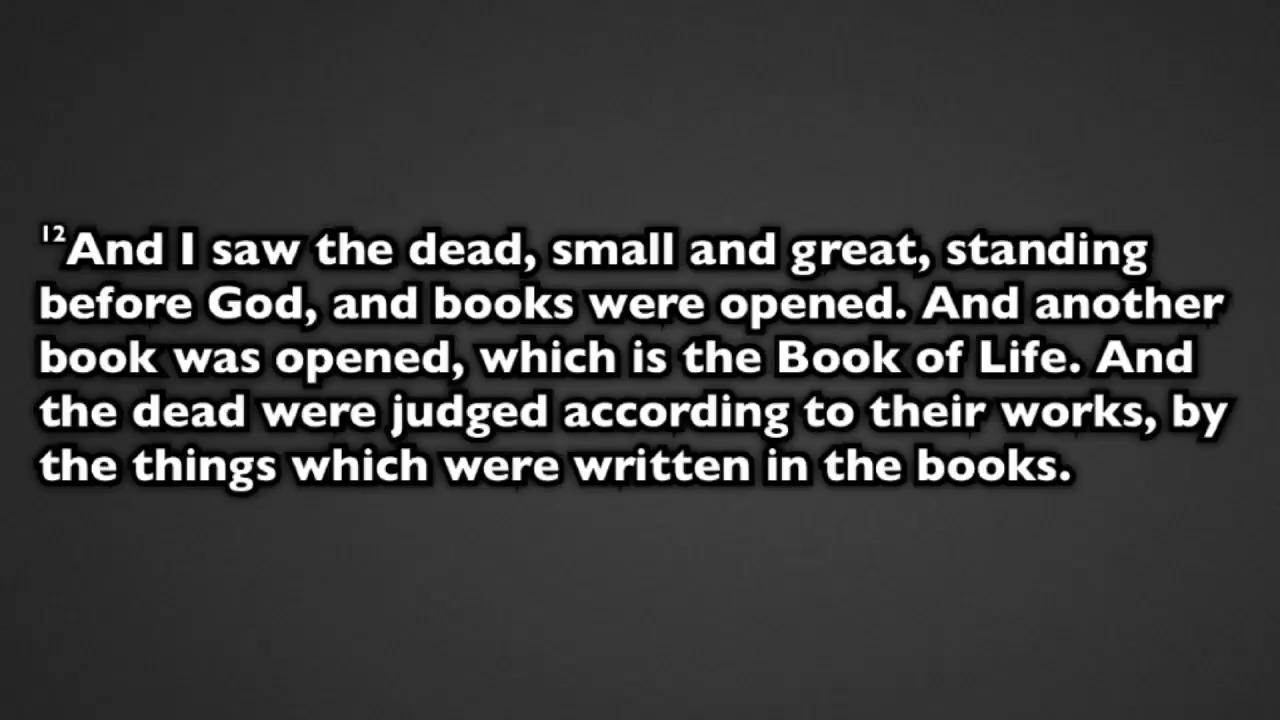 ¹²And I saw the dead, small and great, standing
before God, and books were opened. And another
book was opened, which is the Book of Life. And
the dead were judged according to their works, by
the things which were written in the books.